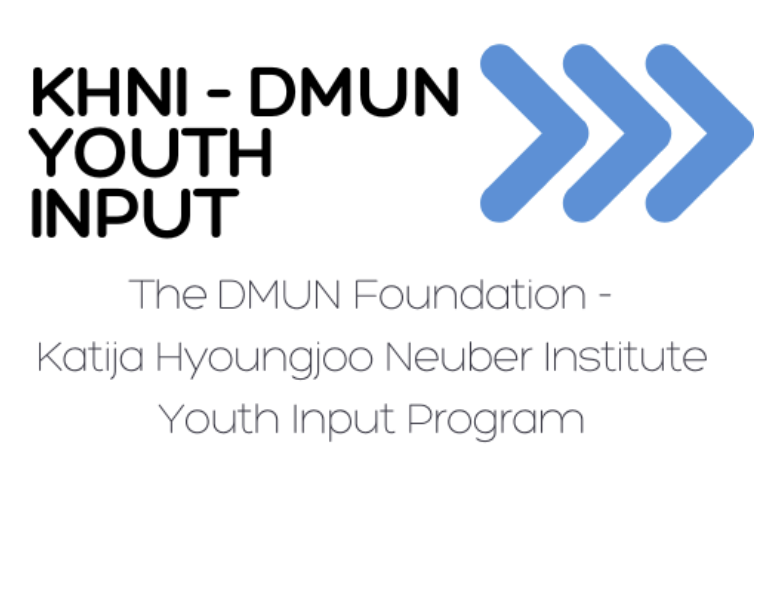 KHNI - DMUN
YOUTH
INPUT
The DMUN Foundation -
Katija Hyoungjoo Neuber Institute
Youth Input Program